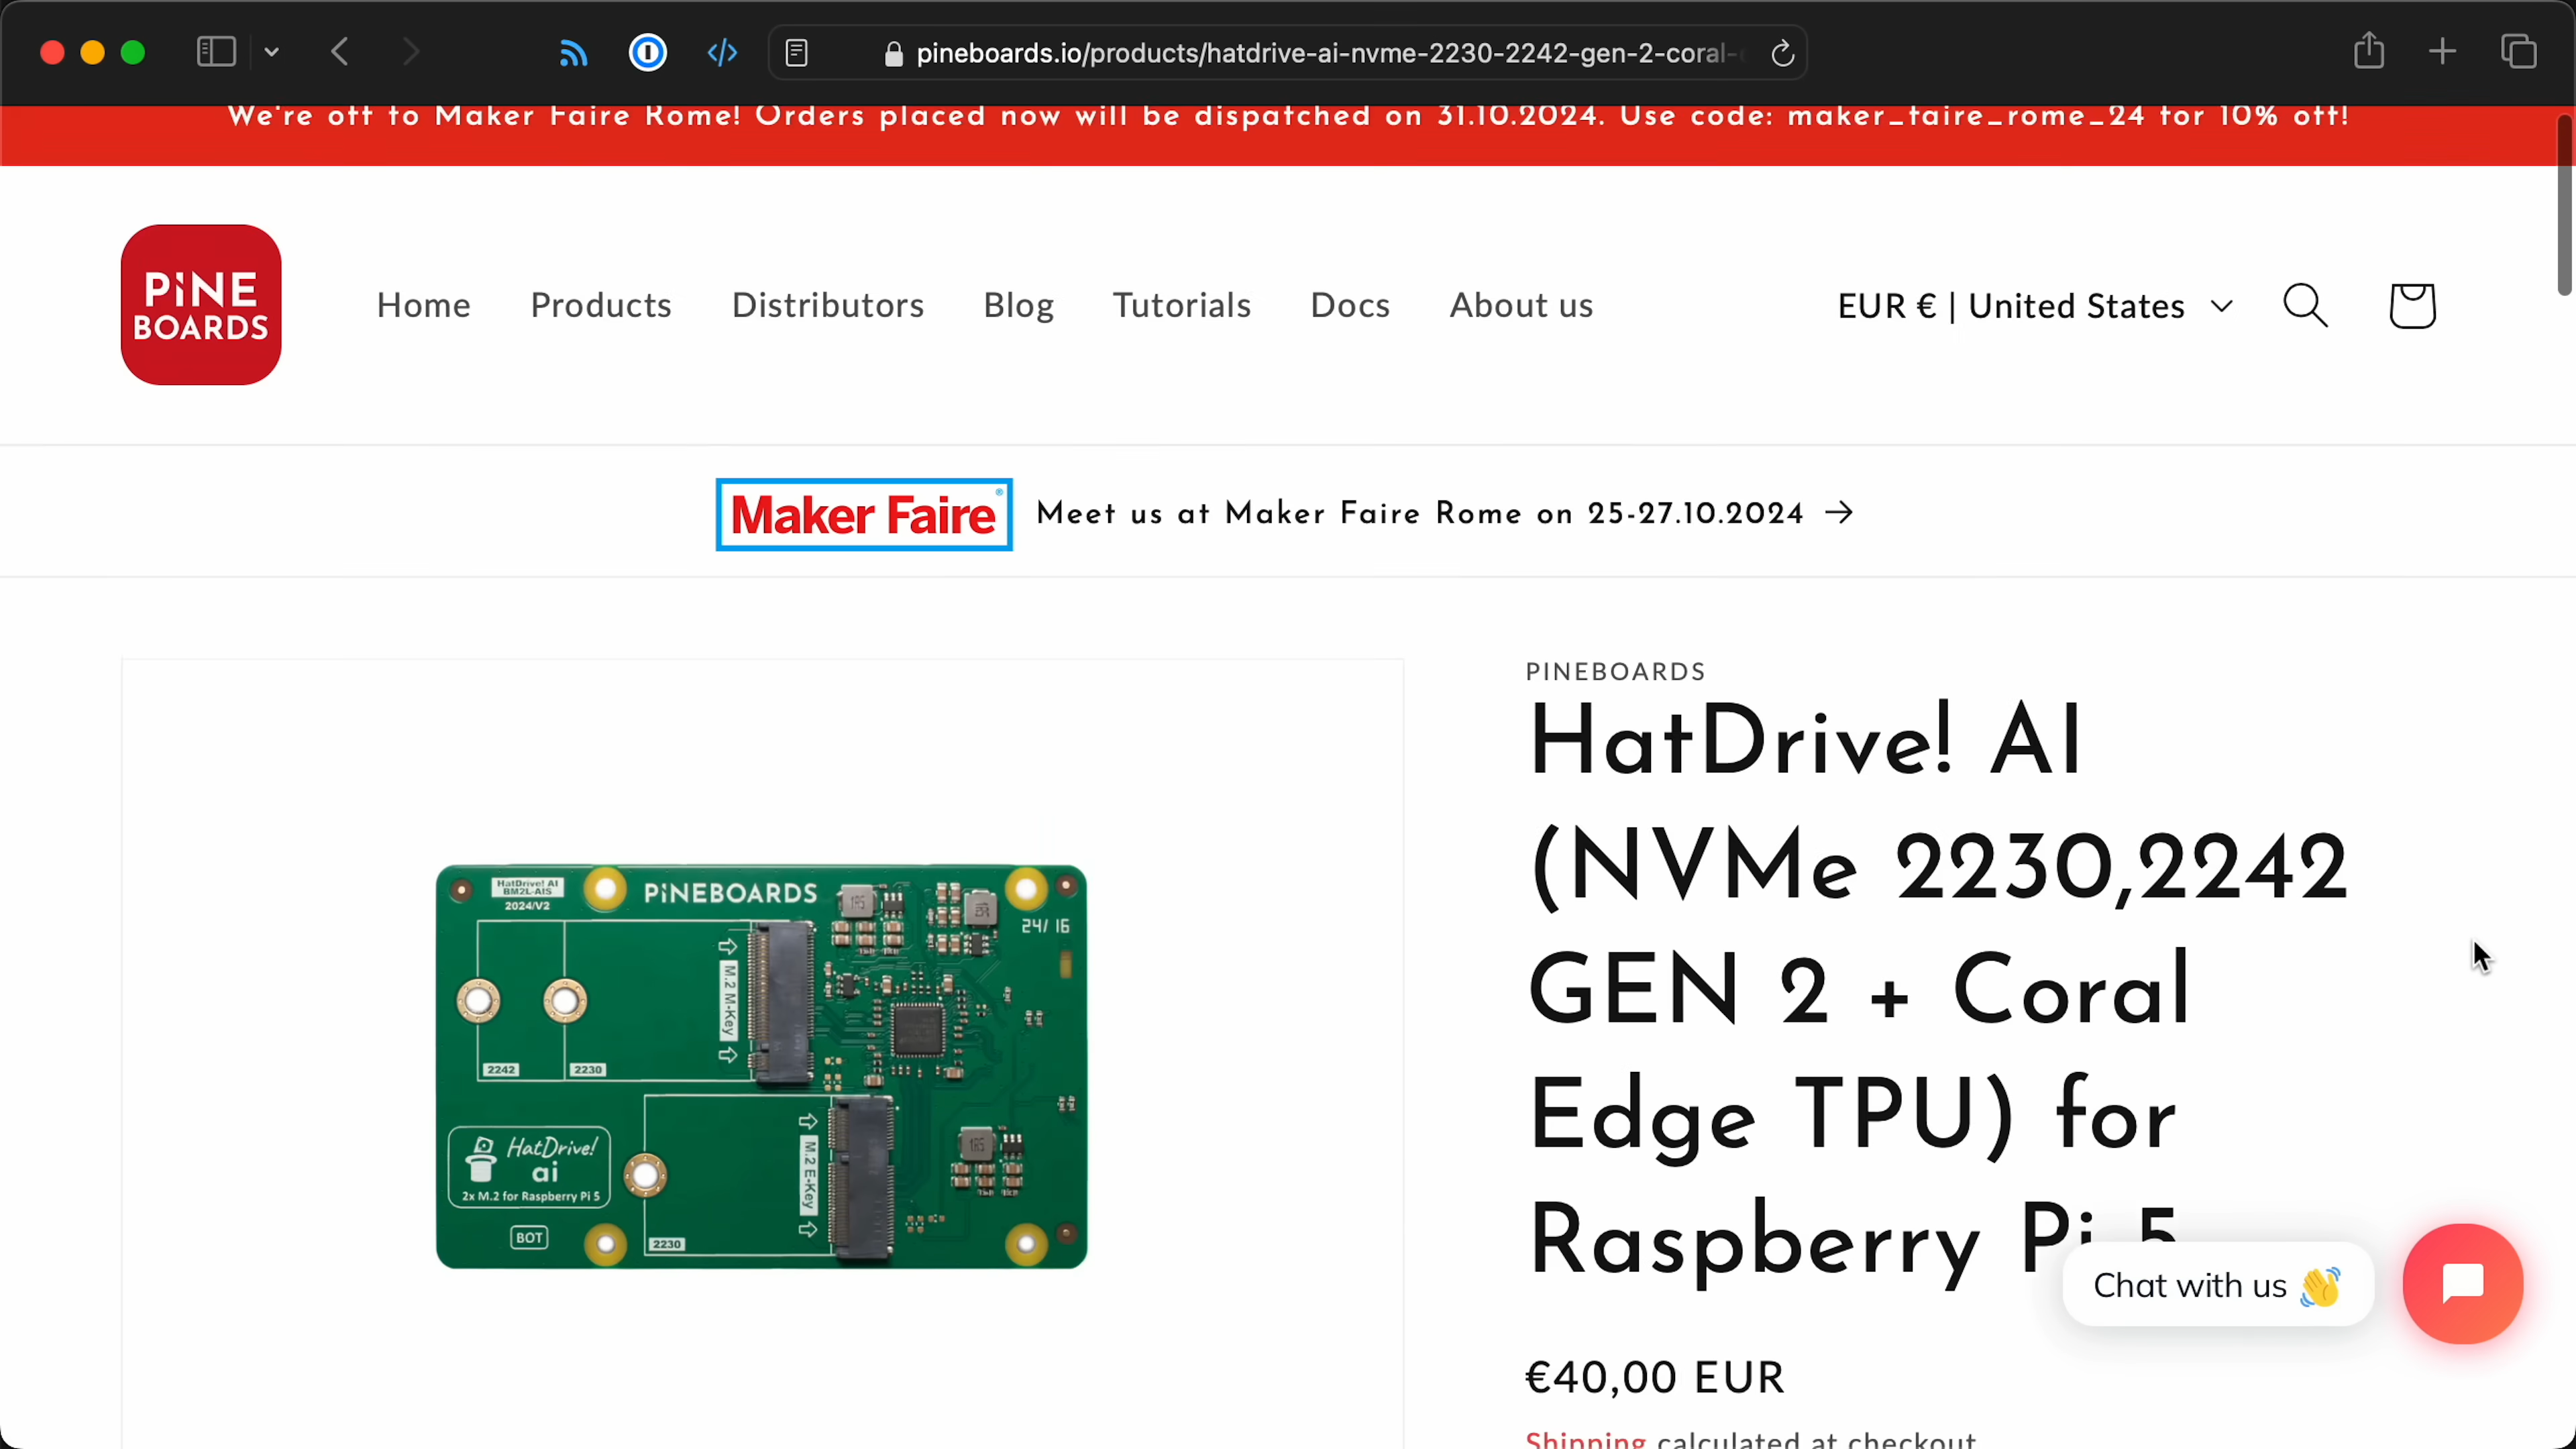 pineboards.io/products/hatdrive-ai-nvme-2230-2242-gen-2-coral-
We're off to Maker Faire Rome! Orders placed now will be dispatched on 31.10.2024. Use code: maker_faire_rome_24 for 10% off!
PiNE
BOARDS
Home Products Distributors Blog Tutorials Docs About us
EUR € | United States
Maker Faire® Meet us at Maker Faire Rome on 25-27.10.2024 →
PINEBOARDS
HatDrive! AI
(NVMe 2230,2242
GEN 2 + Coral
Edge TPU) for
Raspberry Pi 5
HatDrive! AI
BM2L-AIS
2024/V2
PiNEBOARDS
1R5
24/16
M.2 M-Key
2242
2230
HatDrive!
ai
2x M.2 for Raspberry Pi 5
M.2 E-Key
1R5
BOT
2230
Chat with us 👋
€40,00 EUR
Shipping calculated at checkout